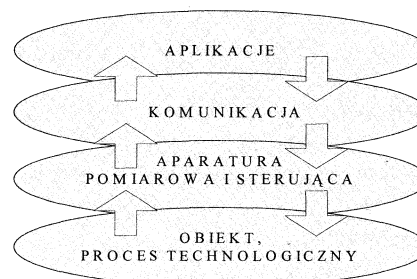 APLIKACJE
KOMUNIKACJA
APARATURA
POMIAROWA I STERUJĄCA
OBIEKT,
PROCES TECHNOLOGICZNY